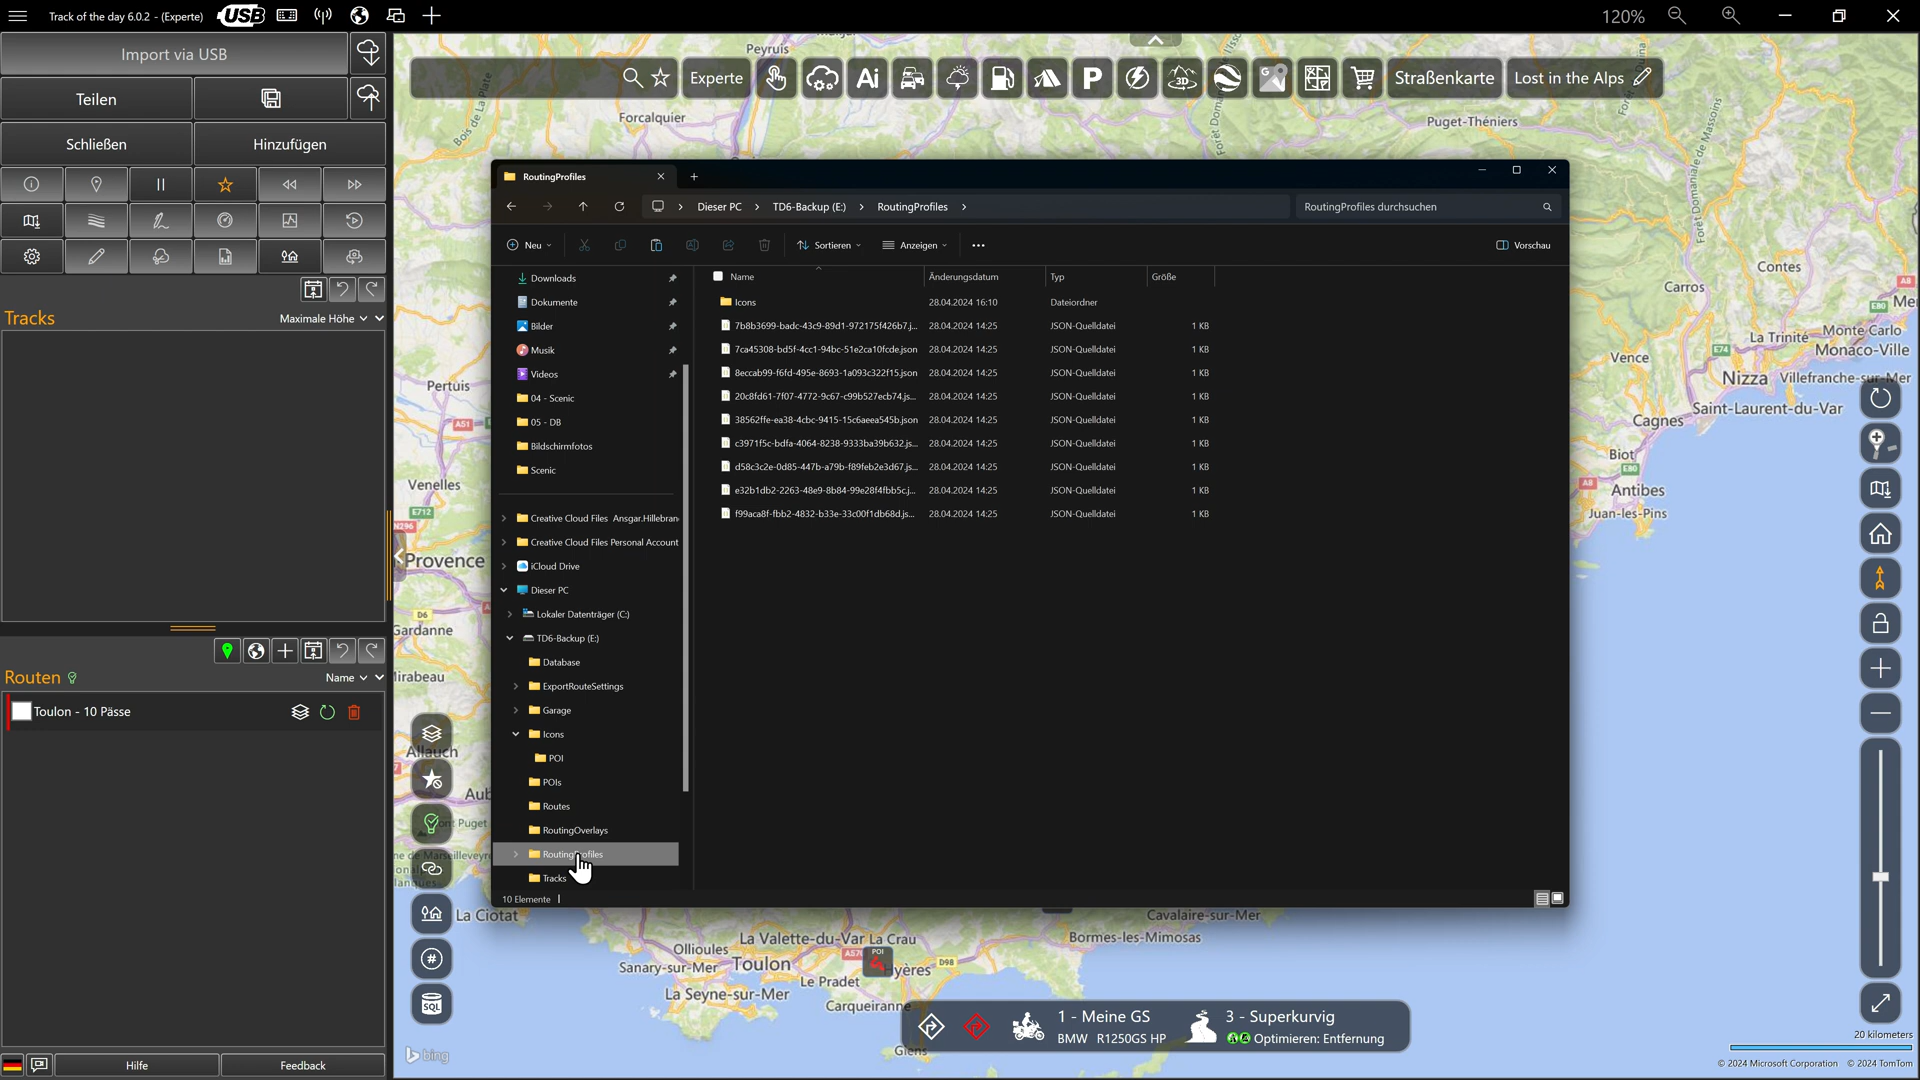 Track of the day 6.0.2 - (Experte)
USB
120%
Import via USB
Teilen
Schließen
Hinzufügen
Tracks
Maximale Höhe
Routen
Name
Toulon - 10 Pässe
Hilfe
Feedback
Experte
Ai
P
3D
G
Straßenkarte
Lost in the Alps
RoutingProfiles
Dieser PC
TD6-Backup (E:)
RoutingProfiles
RoutingProfiles durchsuchen
Neu
Sortieren
Anzeigen
Vorschau
Downloads
Dokumente
Bilder
Musik
Videos
04 - Scenic
05 - DB
Bildschirmfotos
Scenic
Creative Cloud Files Ansgar.Hillebran
Creative Cloud Files Personal Account
iCloud Drive
Dieser PC
Lokaler Datenträger (C:)
TD6-Backup (E:)
Database
ExportRouteSettings
Garage
Icons
POI
POIs
Routes
RoutingOverlays
Tracks
Name Änderungsdatum Typ Größe
Icons 28.04.2024 16:10 Dateiordner
7b8b3699-badc-43c9-89d1-972175f426b7.j... 28.04.2024 14:25 JSON-Quelldatei 1 KB
7ca45308-bd5f-4cc1-94bc-51e2ca10fcde.json 28.04.2024 14:25 JSON-Quelldatei 1 KB
8eccab99-f6fd-495e-8693-1a093c322f15.json 28.04.2024 14:25 JSON-Quelldatei 1 KB
20c8fd61-7f07-4772-9c67-c99b527ecb74.js... 28.04.2024 14:25 JSON-Quelldatei 1 KB
38562ffe-ea38-4cbc-9415-15c6aeea545b.json 28.04.2024 14:25 JSON-Quelldatei 1 KB
c3971f5c-bdfa-4064-8238-9333ba39b632.js... 28.04.2024 14:25 JSON-Quelldatei 1 KB
d58c3c2e-0d85-447b-a79b-f89feb2e3d67.js... 28.04.2024 14:25 JSON-Quelldatei 1 KB
e32b1db2-2263-48e9-8b84-99e28f4fbb5c.j... 28.04.2024 14:25 JSON-Quelldatei 1 KB
f99aca8f-fbb2-4832-b33e-33c00f1db68d.js... 28.04.2024 14:25 JSON-Quelldatei 1 KB
10 Elemente
Peyruis
Forcalquier
Puget-Théniers
Contes
Carros
E80
La Trinité
Monte Carlo
E74
Monaco-Ville
Vence
Nizza
Villefranche-sur-Mer
Saint-Laurent-du-Var
Cagnes
Biot
E80
A8
Antibes
Juan-les-Pins
Pertuis
A51
Venelles
E712
N296
Provence
D6
Gardanne
Mirabeau
Allauch
La Ciotat
Cavalaire-sur-Mer
Bormes-les-Mimosas
La Valette-du-Var
La Crau
Ollioules
Sanary-sur-Mer
Toulon
A570
POI
Hyères
D98
Le Pradet
La Seyne-sur-Mer
Carqueiranne
Giens
#
SQL
bing
1 - Meine GS
BMW R1250GS HP
3 - Superkurvig
Optimieren: Entfernung
20 kilometers
© 2024 Microsoft Corporation © 2024 TomTom